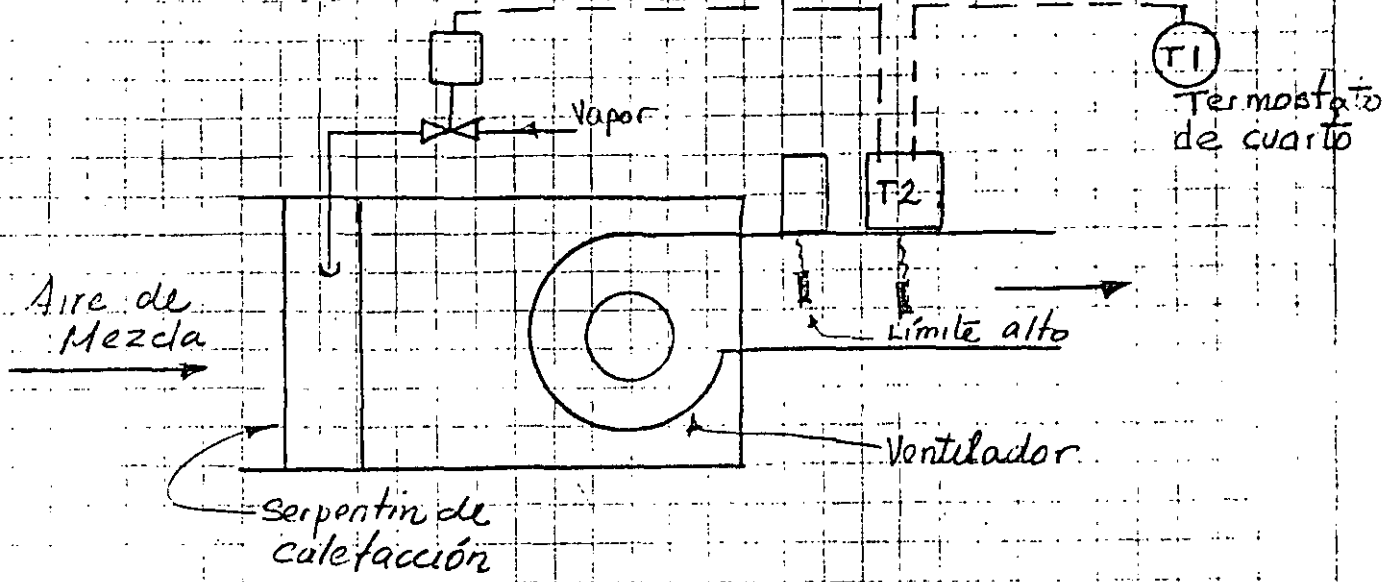 T1
Termostato
de cuarto
Vapor
T2
Aire de
Mezcla
Límite alto
Ventilador
Serpentin de
Calefacción